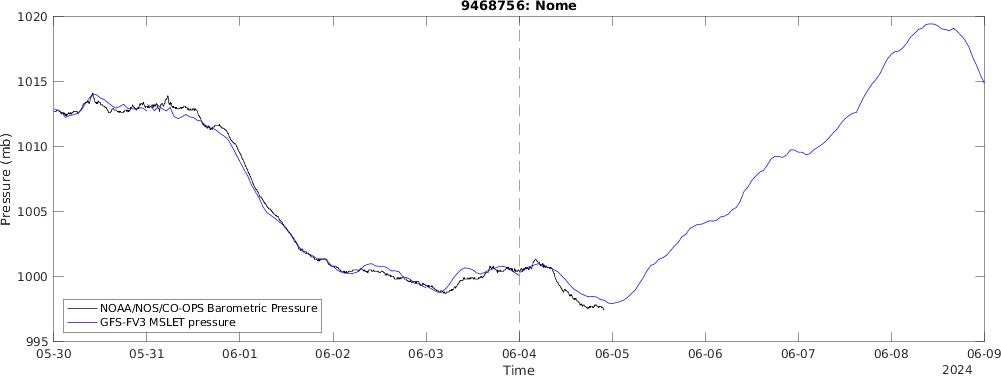 9468756: Nome
1020
1015
1010
1005
1000
995
Pressure (mb)
NOAA/NOS/CO-OPS Barometric Pressure
GFS-FV3 MSLET pressure
05-30 05-31 06-01 06-02 06-03 06-04 06-05 06-06 06-07 06-08 06-09
Time
2024